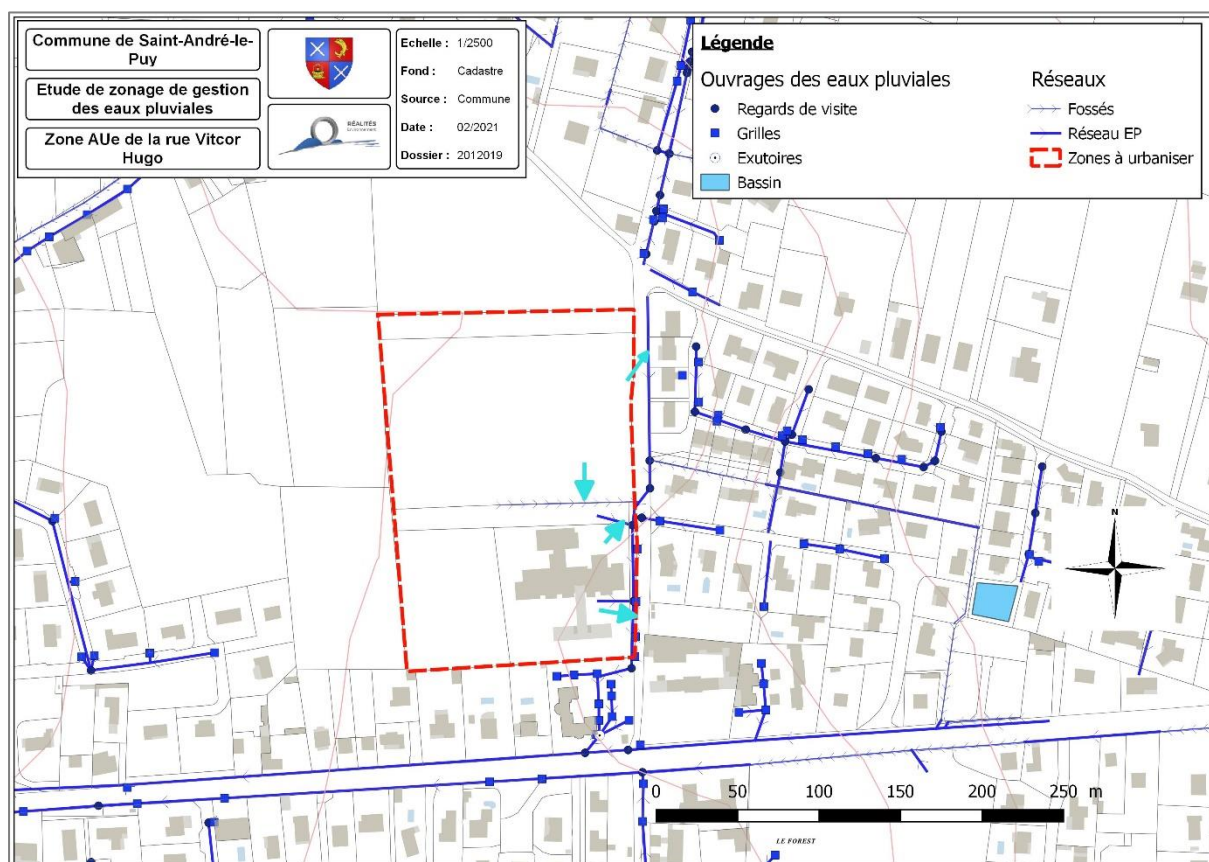 Commune de Saint-André-le-
Puy
Etude de zonage de gestion
des eaux pluviales
Zone AUe de la rue Vitcor
Hugo
RÉALITÉS
Environnement
Echelle : 1/2500
Fond : Cadastre
Source : Commune
Date : 02/2021
Dossier : 2012019
Légende
Ouvrages des eaux pluviales
Regards de visite
Grilles
Exutoires
Bassin
Réseaux
Fossés
Réseau EP
Zones à urbaniser
N
0 50 100 150 200 250 m
LE FOREST